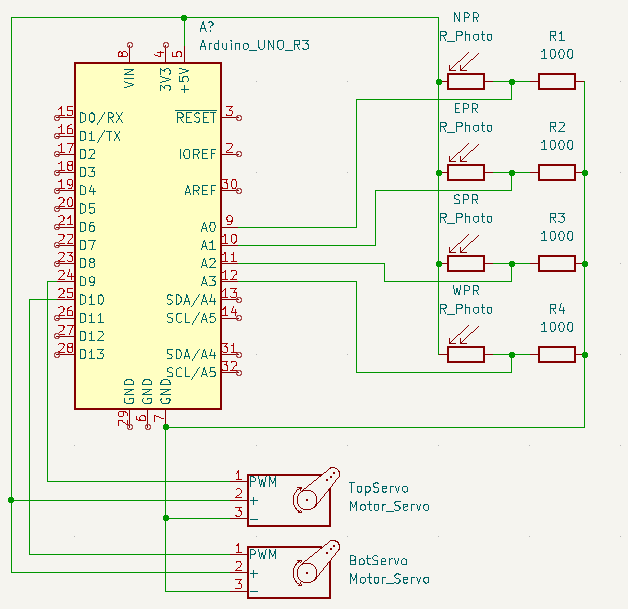 A?
Arduino_UNO_R3
8
4
5
VIN
3V3
+5V
15 D0/RX
RESET 3
16 D1/TX
17 D2
IOREF 2
18 D3
19 D4
AREF 30
20 D5
21 D6
A0 9
22 D7
A1 10
23 D8
A2 11
24 D9
A3 12
25 D10
SDA/A4 13
26 D11
SCL/A5 14
27 D12
28 D13
SDA/A4 31
SCL/A5 32
GND
GND
GND
29
6
7
NPR
R_Photo
R1
1000
EPR
R_Photo
R2
1000
SPR
R_Photo
R3
1000
WPR
R_Photo
R4
1000
1 PWM
2 +
3 -
TopServo
Motor_Servo
1 PWM
2 +
3 -
BotServo
Motor_Servo